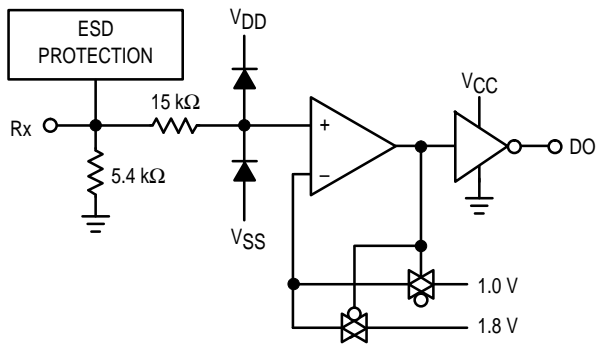 ESD
PROTECTION
VDD
15 kΩ
VCC
Rx
+
DO
5.4 kΩ
–
VSS
1.0 V
1.8 V